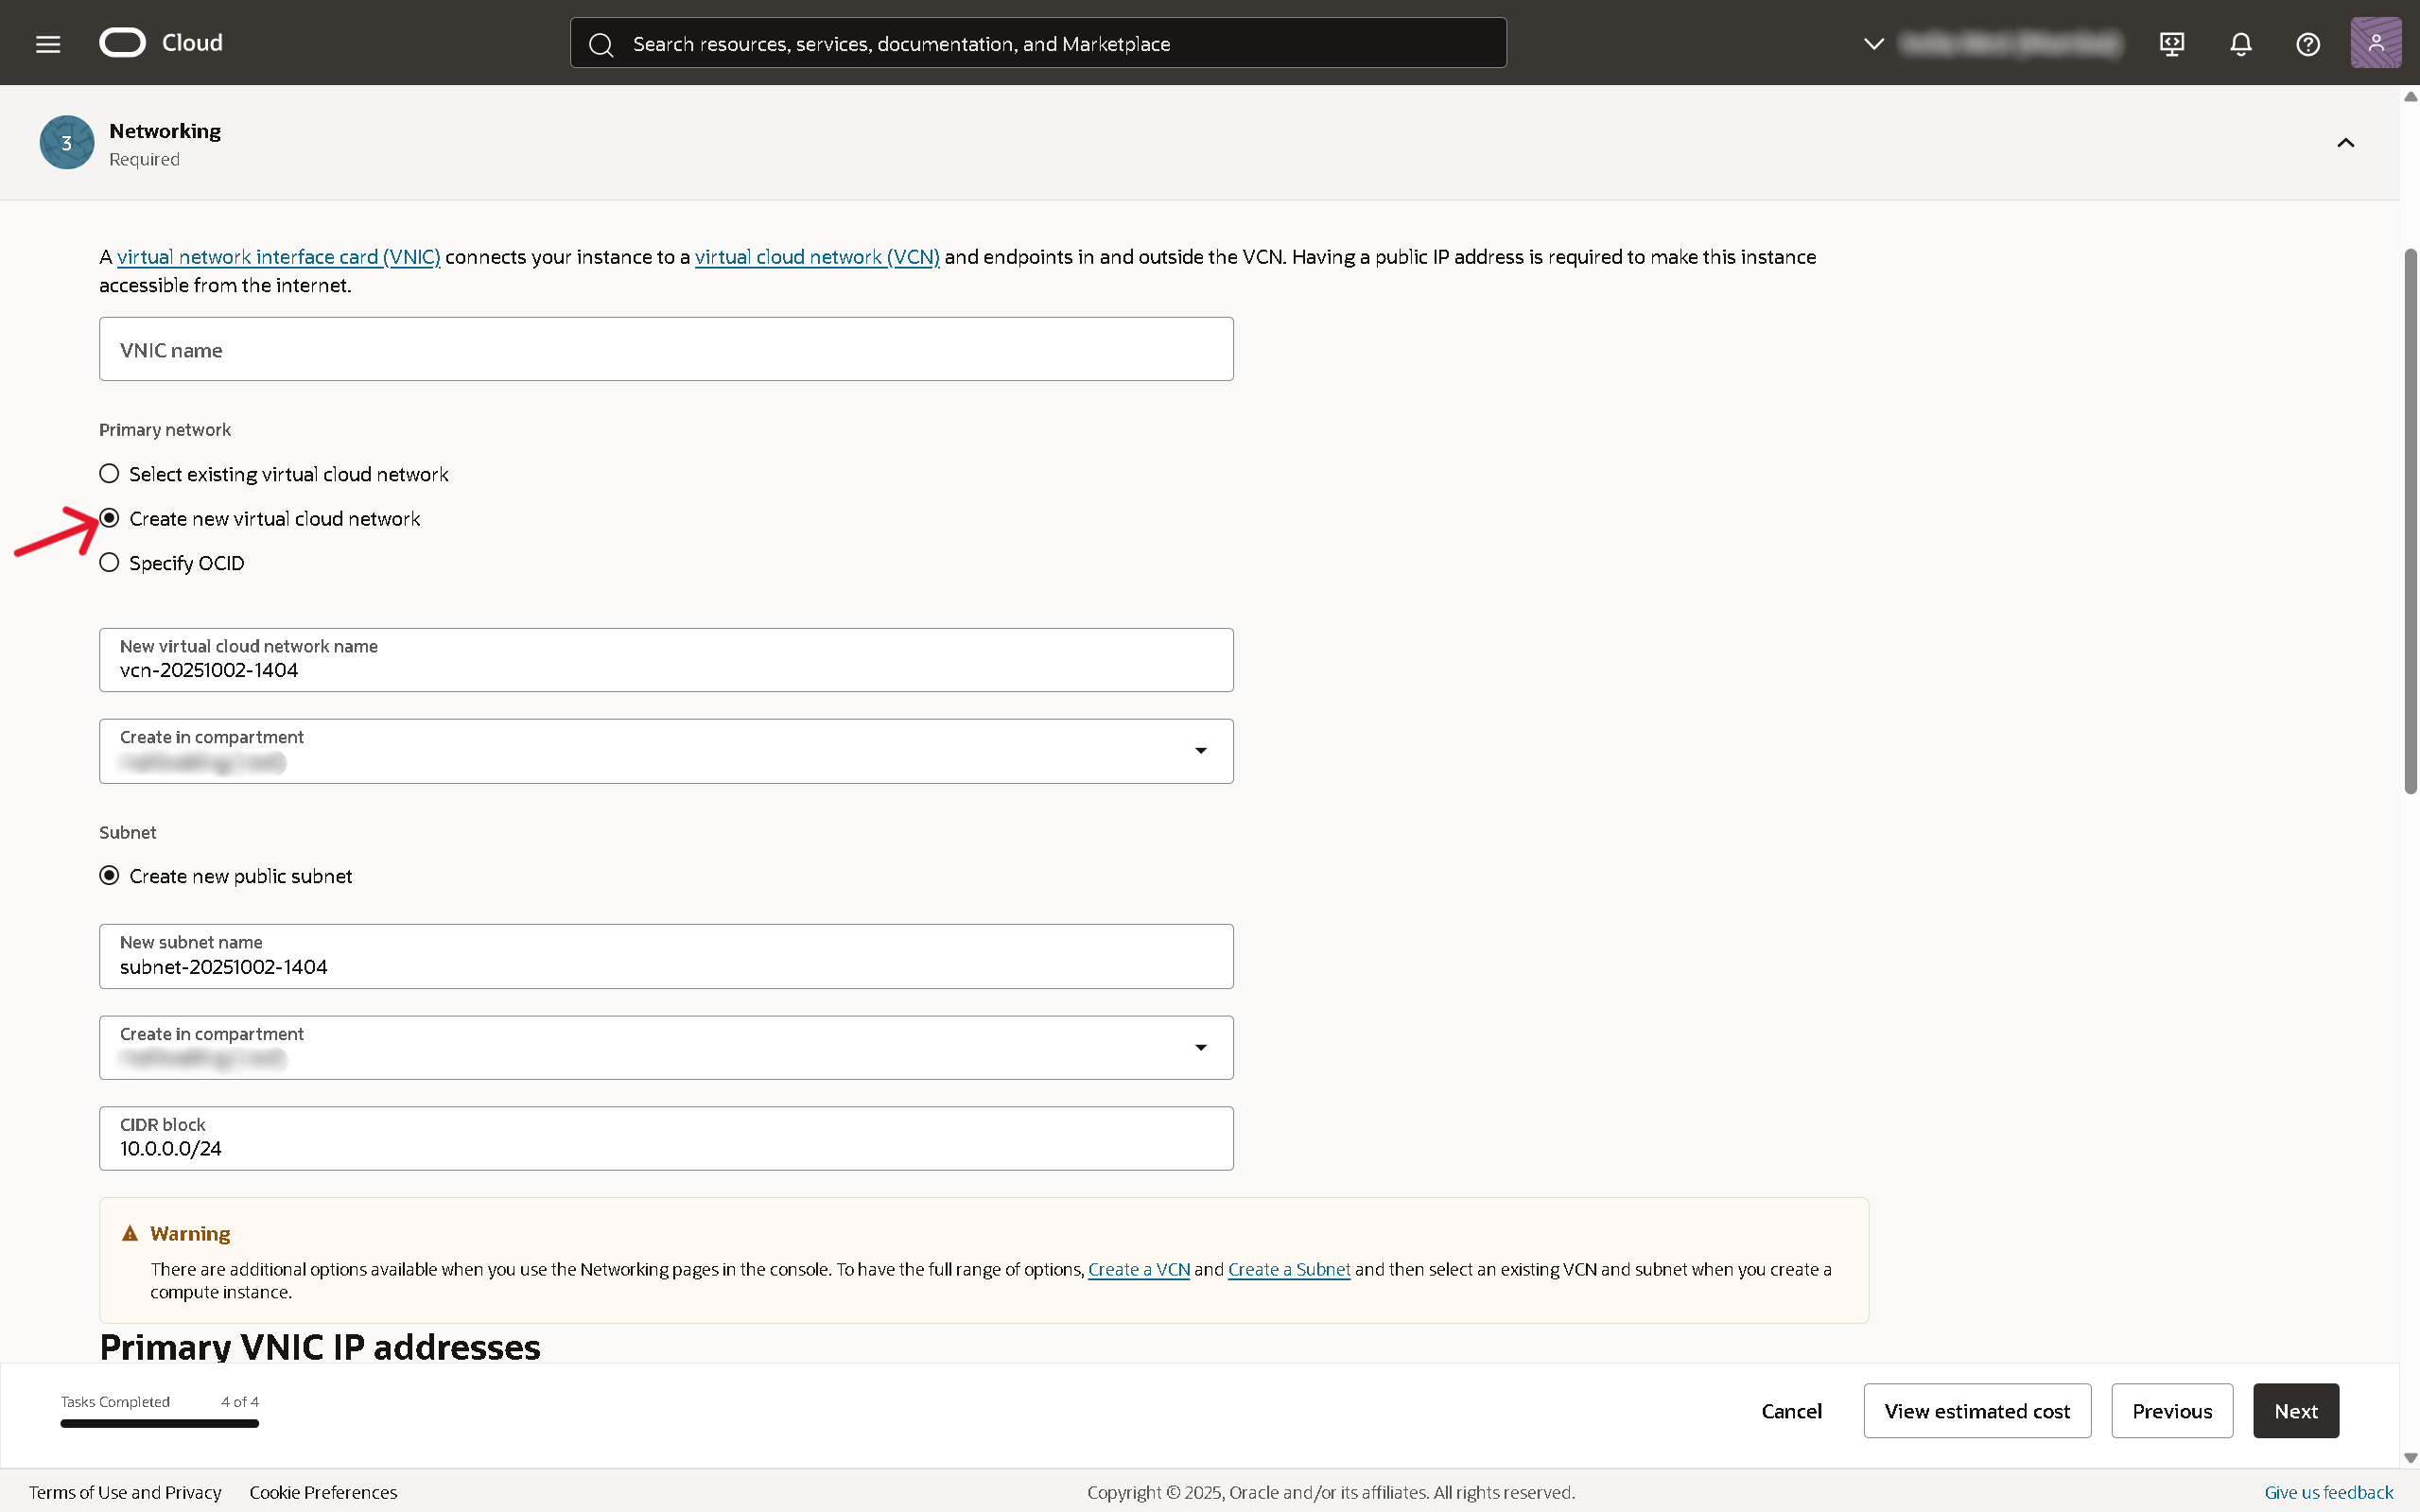 Cloud
Search resources, services, documentation, and Marketplace
3
Networking
Required
A virtual network interface card (VNIC) connects your instance to a virtual cloud network (VCN) and endpoints in and outside the VCN. Having a public IP address is required to make this instance
accessible from the internet.
VNIC name
Primary network
Select existing virtual cloud network
Create new virtual cloud network
Specify OCID
New virtual cloud network name
vcn-20251002-1404
Create in compartment
Subnet
Create new public subnet
New subnet name
subnet-20251002-1404
Create in compartment
CIDR block
10.0.0.0/24
Warning
There are additional options available when you use the Networking pages in the console. To have the full range of options, Create a VCN and Create a Subnet and then select an existing VCN and subnet when you create a
compute instance.
Primary VNIC IP addresses
Tasks Completed 4 of 4
Cancel
View estimated cost
Previous
Next
Terms of Use and Privacy
Cookie Preferences
Copyright © 2025, Oracle and/or its affiliates. All rights reserved.
Give us feedback